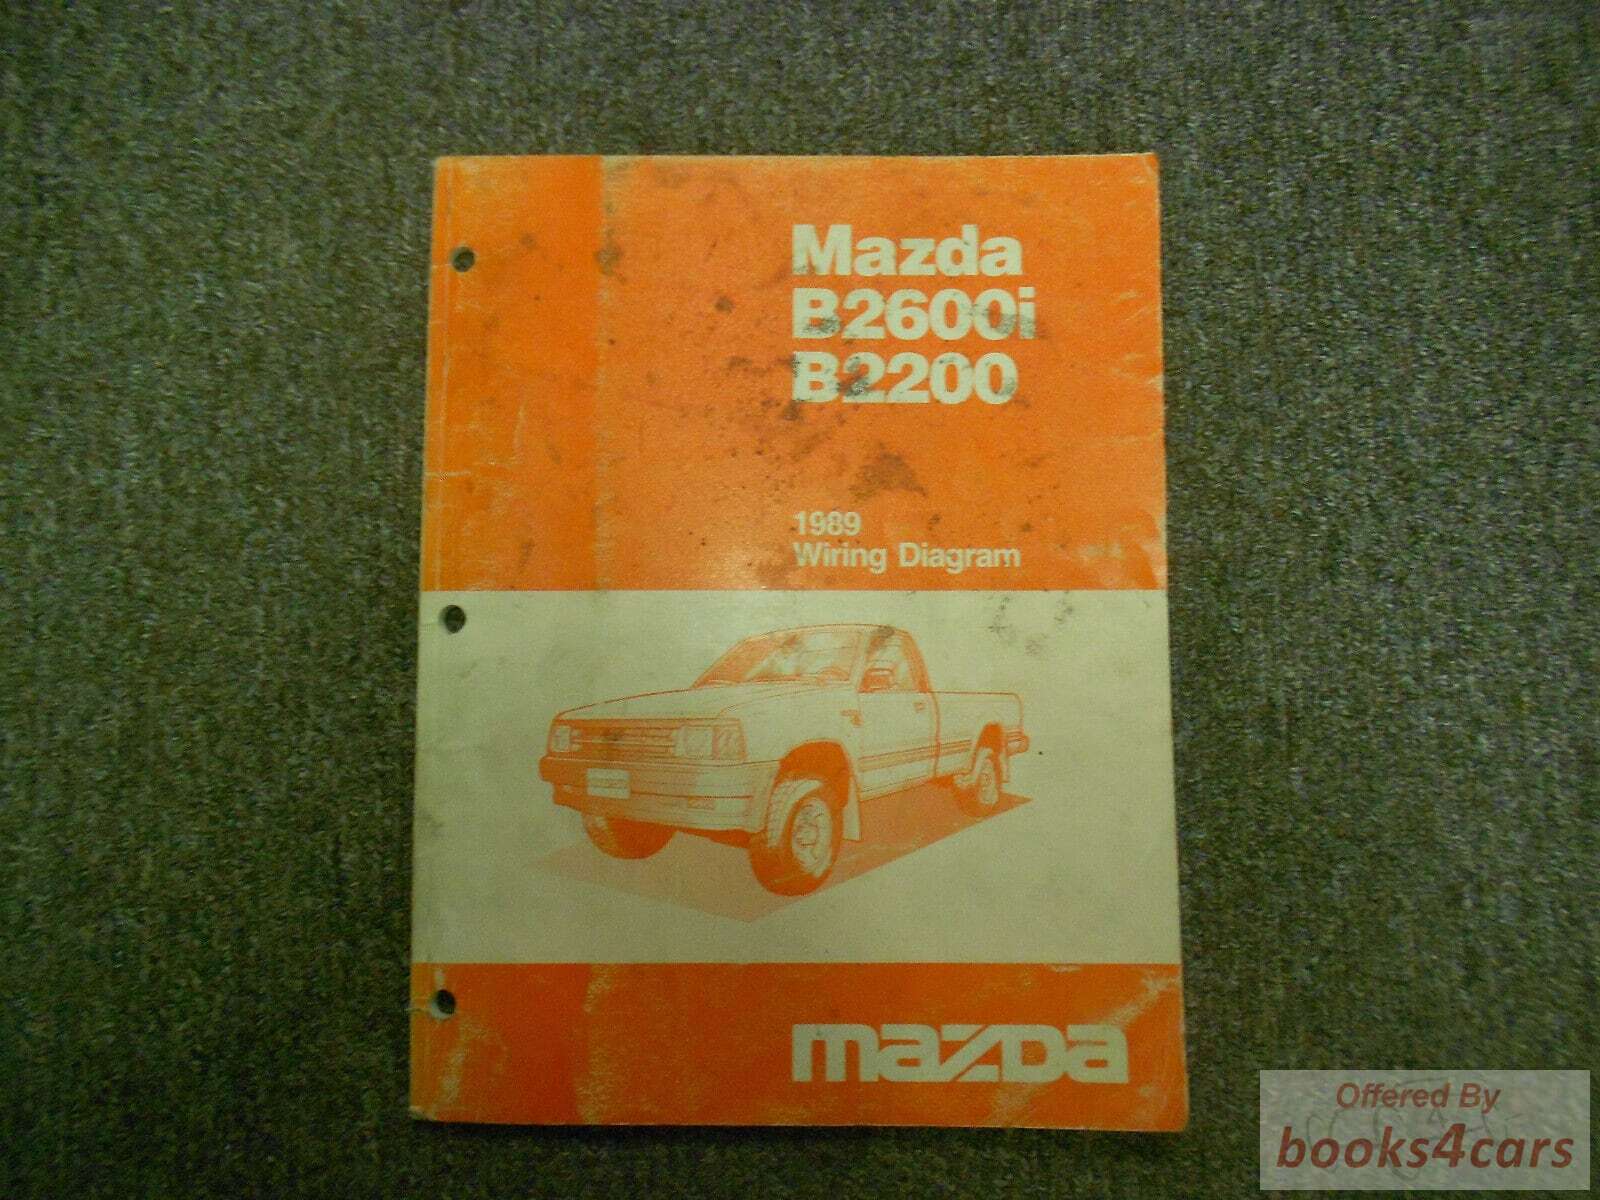 Mazda
B2600i
B2200
1989
Wiring Diagram
mazda
Offered By
books4cars